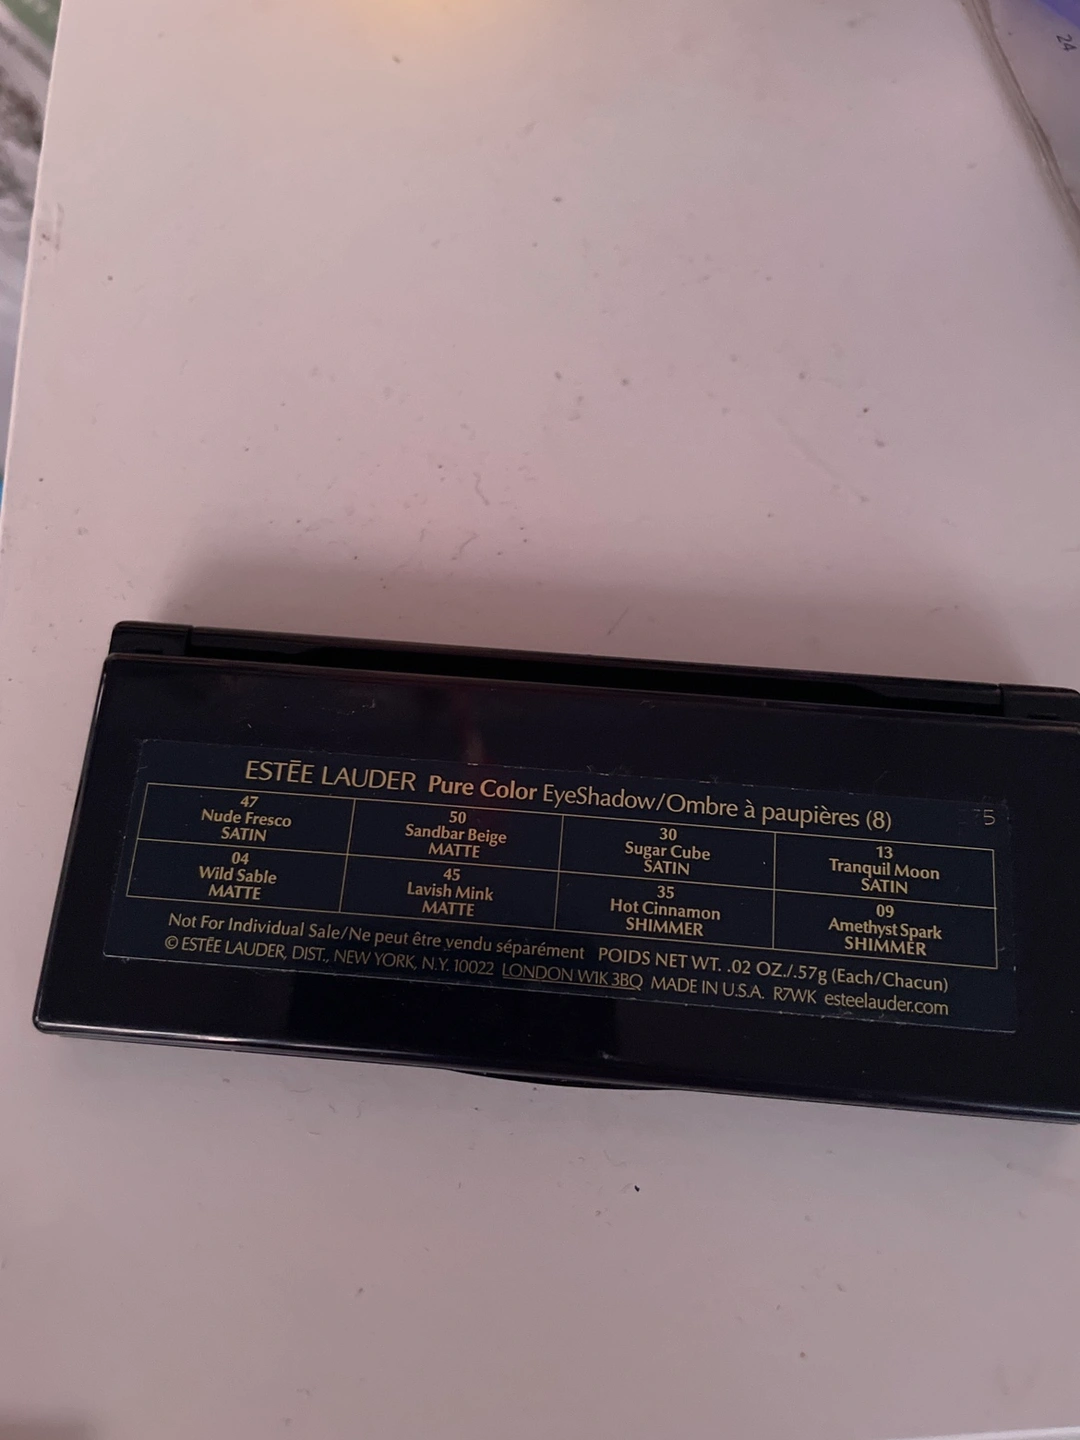 24
ESTĒE LAUDER Pure Color EyeShadow/Ombre à paupières (8)
5
47
Nude Fresco
SATIN
50
Sandbar Beige
MATTE
30
Sugar Cube
SATIN
13
Tranquil Moon
SATIN
04
Wild Sable
MATTE
45
Lavish Mink
MATTE
35
Hot Cinnamon
SHIMMER
09
Amethyst Spark
SHIMMER
Not For Individual Sale/Ne peut être vendu séparément POIDS NET WT. .02 OZ./.57g (Each/Chacun)
© ESTĒE LAUDER, DIST., NEW YORK, N.Y. 10022 LONDON W1K 3BQ MADE IN U.S.A. R7WK esteelauder.com